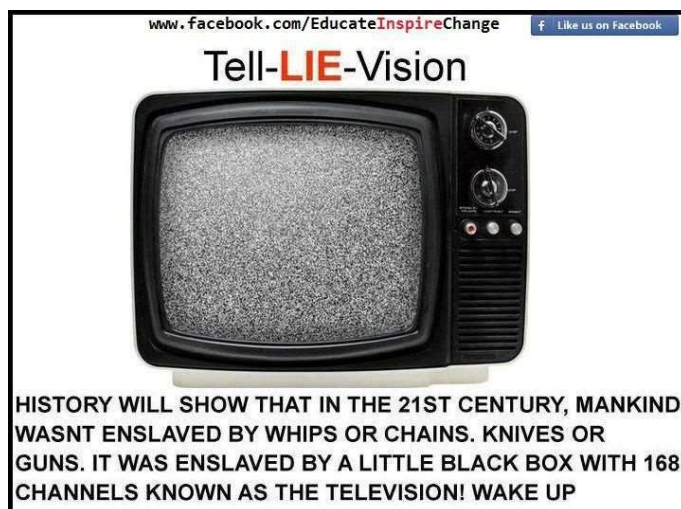 www.facebook.com/EducateInspireChange
f Like us on Facebook
Tell-LIE-Vision
HISTORY WILL SHOW THAT IN THE 21ST CENTURY, MANKIND
WASNT ENSLAVED BY WHIPS OR CHAINS. KNIVES OR
GUNS. IT WAS ENSLAVED BY A LITTLE BLACK BOX WITH 168
CHANNELS KNOWN AS THE TELEVISION! WAKE UP